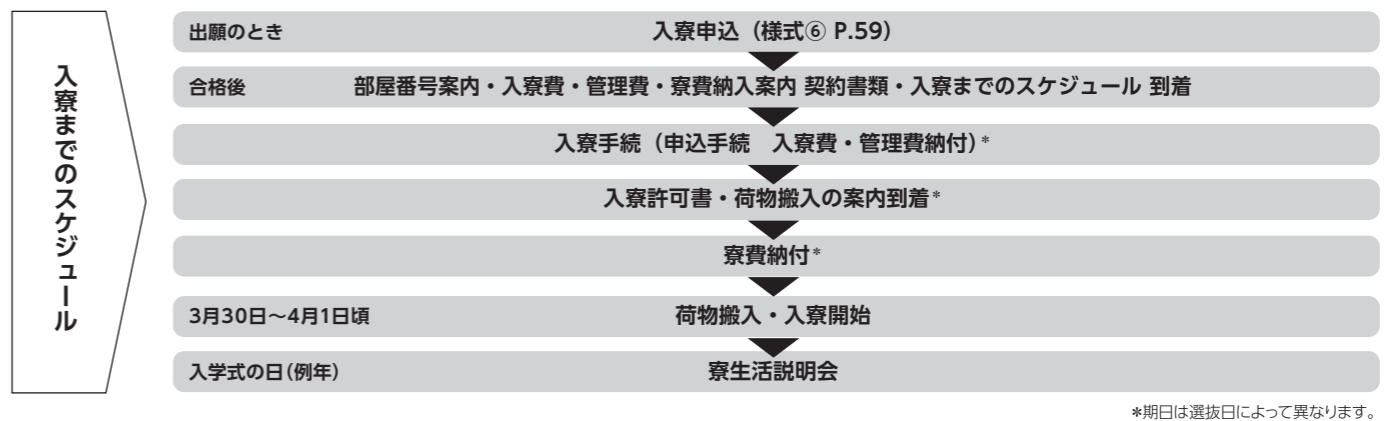 入寮までのスケジュール
出願のとき 入寮申込（様式⑥ P.59）
合格後 部屋番号案内・入寮費・管理費・寮費納入案内 契約書類・入寮までのスケジュール 到着
入寮手続（申込手続　入寮費・管理費納付）*
入寮許可書・荷物搬入の案内到着*
寮費納付*
3月30日～4月1日頃 荷物搬入・入寮開始
入学式の日（例年） 寮生活説明会
*期日は選抜日によって異なります。